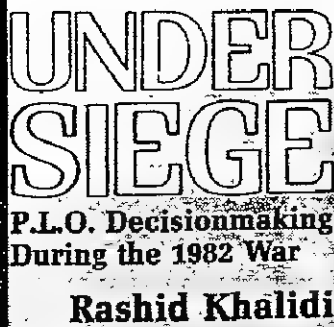 UNDER
SIEGE
P.L.O. Decisionmaking
During the 1982 War
Rashid Khalidi